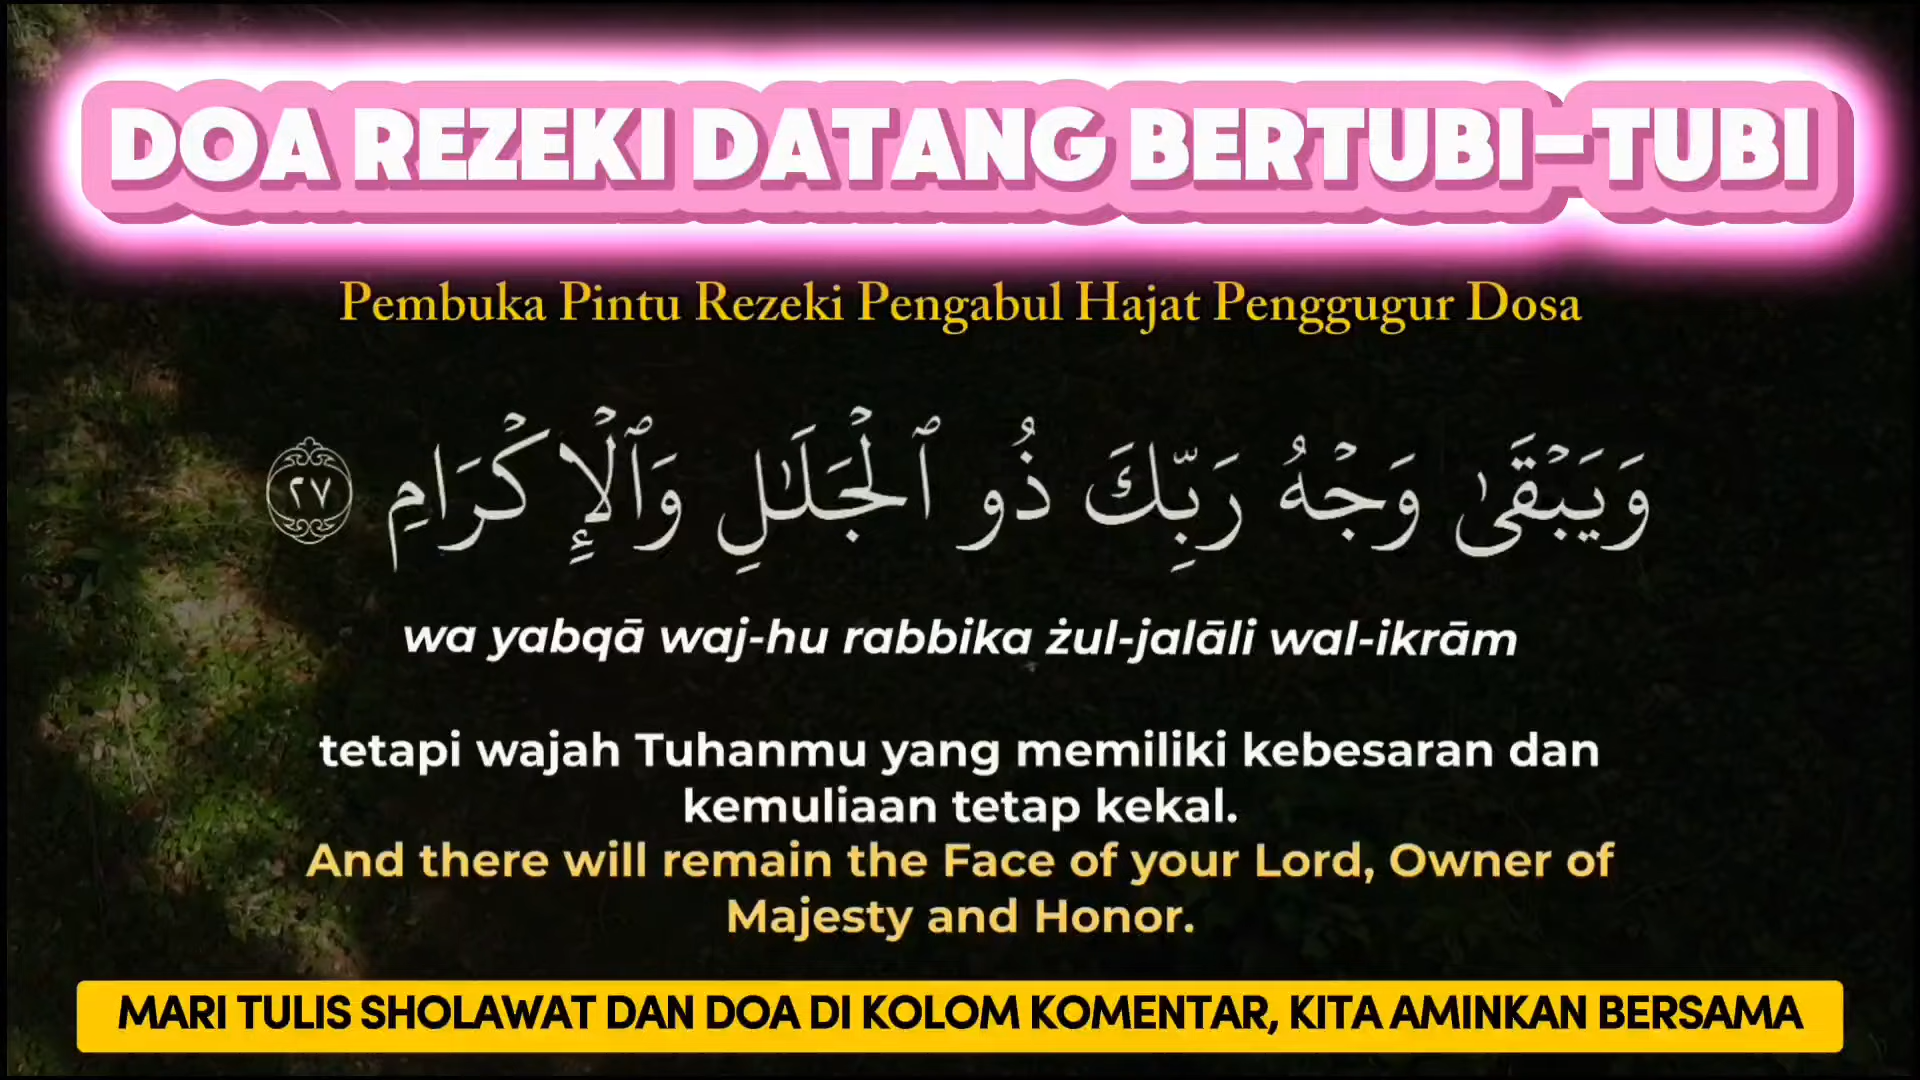 DOA REZEKI DATANG BERTUBI-TUBI
Pembuka Pintu Rezeki Pengabul Hajat Penggugur Dosa
وَيَبْقَىٰ وَجْهُ رَبِّكَ ذُو ٱلْجَلَـٰلِ وَٱلْإِكْرَامِ ٢٧
wa yabqā waj-hu rabbika żul-jalāli wal-ikrām
tetapi wajah Tuhanmu yang memiliki kebesaran dan
kemuliaan tetap kekal.
And there will remain the Face of your Lord, Owner of
Majesty and Honor.
MARI TULIS SHOLAWAT DAN DOA DI KOLOM KOMENTAR, KITA AMINKAN BERSAMA